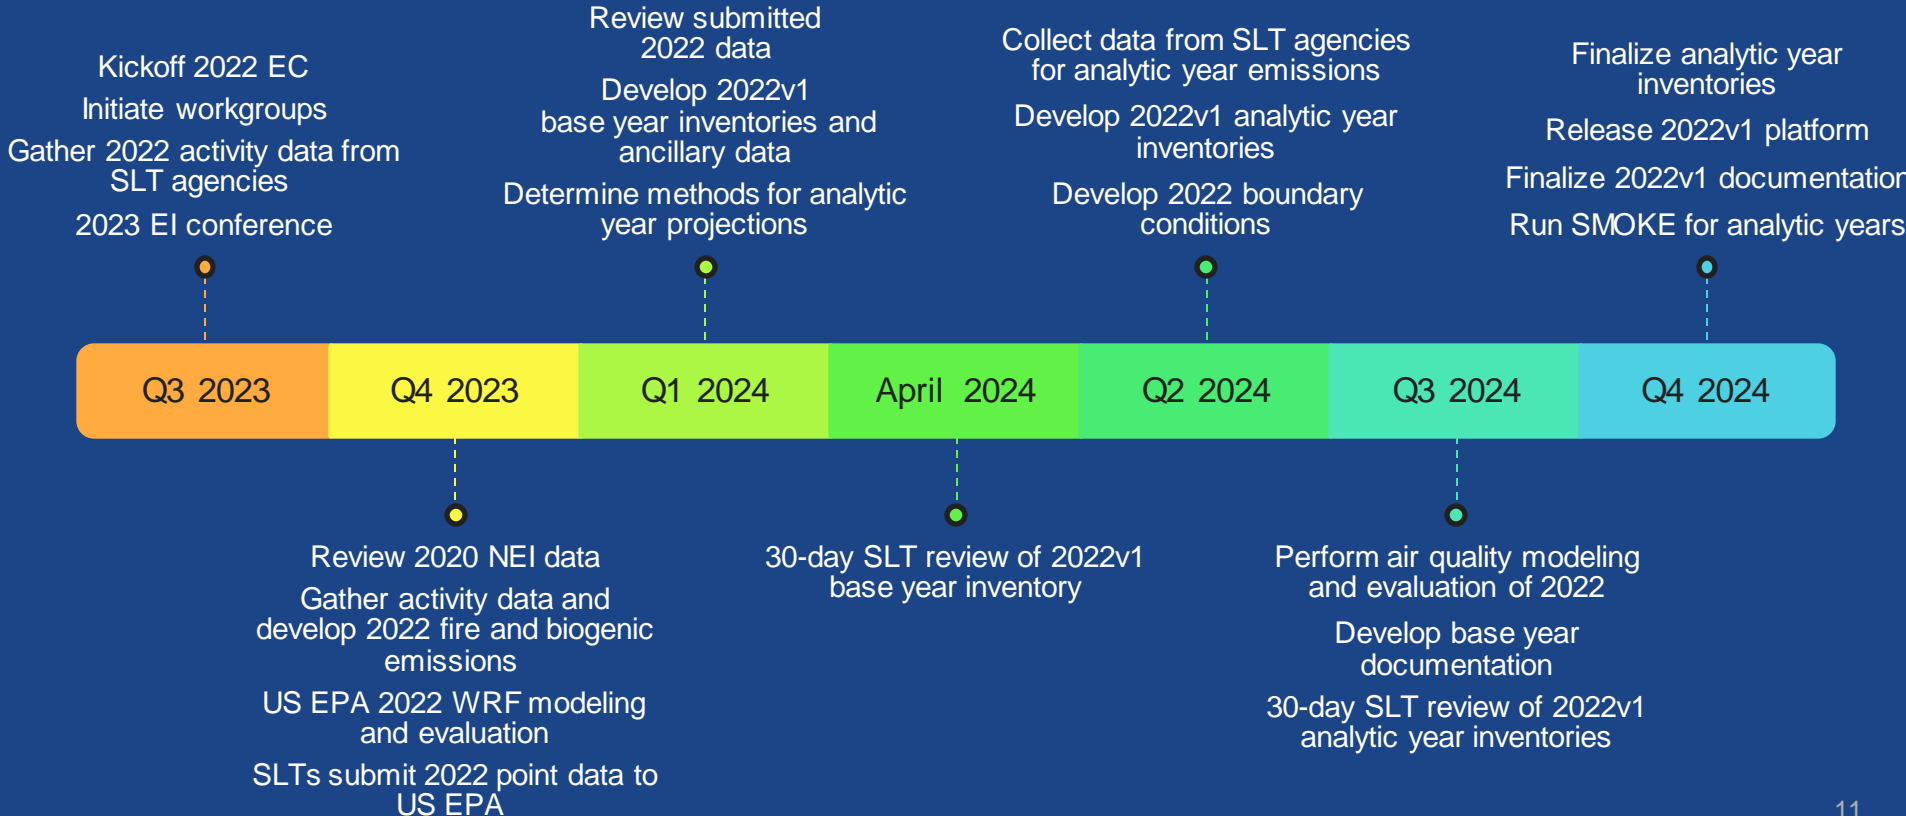 Kickoff 2022 EC
Initiate workgroups
Gather 2022 activity data from
SLT agencies
2023 EI conference
Review submitted
2022 data
Develop 2022v1
base year inventories and
ancillary data
Determine methods for analytic
year projections
Collect data from SLT agencies
for analytic year emissions
Develop 2022v1 analytic year
inventories
Develop 2022 boundary
conditions
Finalize analytic year
inventories
Release 2022v1 platform
Finalize 2022v1 documentation
Run SMOKE for analytic years
Q3 2023
Q4 2023
Q1 2024
April 2024
Q2 2024
Q3 2024
Q4 2024
Review 2020 NEI data
Gather activity data and
develop 2022 fire and biogenic
emissions
US EPA 2022 WRF modeling
and evaluation
SLTs submit 2022 point data to
US EPA
30-day SLT review of 2022v1
base year inventory
Perform air quality modeling
and evaluation of 2022
Develop base year
documentation
30-day SLT review of 2022v1
analytic year inventories
11